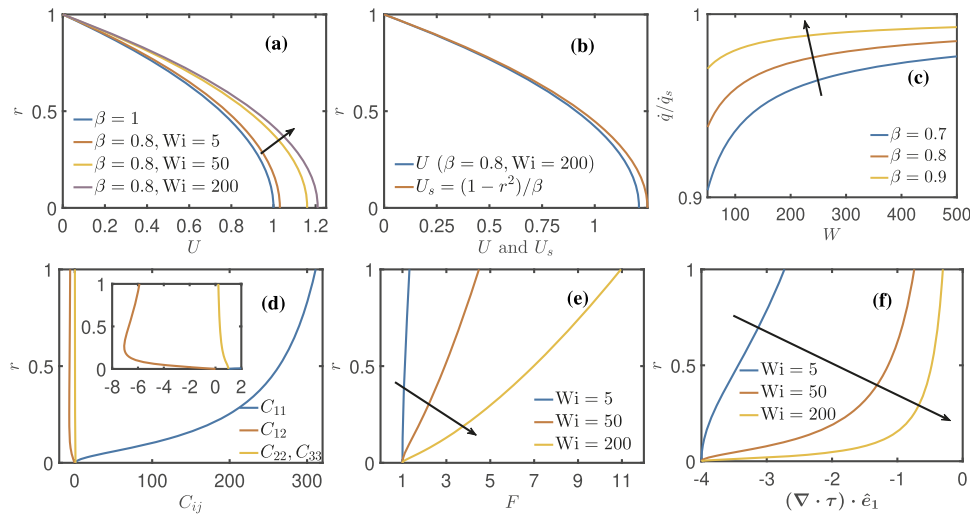 1
0.5
0
r
(a)
β = 1
β = 0.8, Wi = 5
β = 0.8, Wi = 50
β = 0.8, Wi = 200
0 0.2 0.4 0.6 0.8 1 1.2
U
1
0.5
0
r
(b)
U (β = 0.8, Wi = 200)
U_s = (1 − r²)/β
0 0.25 0.5 0.75 1
U and U_s
1
0.9
q̇/q̇_s
(c)
β = 0.7
β = 0.8
β = 0.9
100 200 300 400 500
W
1
0.5
0
r
(d)
1
0.5
0
-8 -6 -4 -2 0 2
C₁₁
C₁₂
C₂₂, C₃₃
0 100 200 300
C_ij
1
0.5
0
r
(e)
Wi = 5
Wi = 50
Wi = 200
1 3 5 7 9 11
F
1
0.5
0
r
(f)
Wi = 5
Wi = 50
Wi = 200
-4 -3 -2 -1 0
(∇ · τ) · ê₁